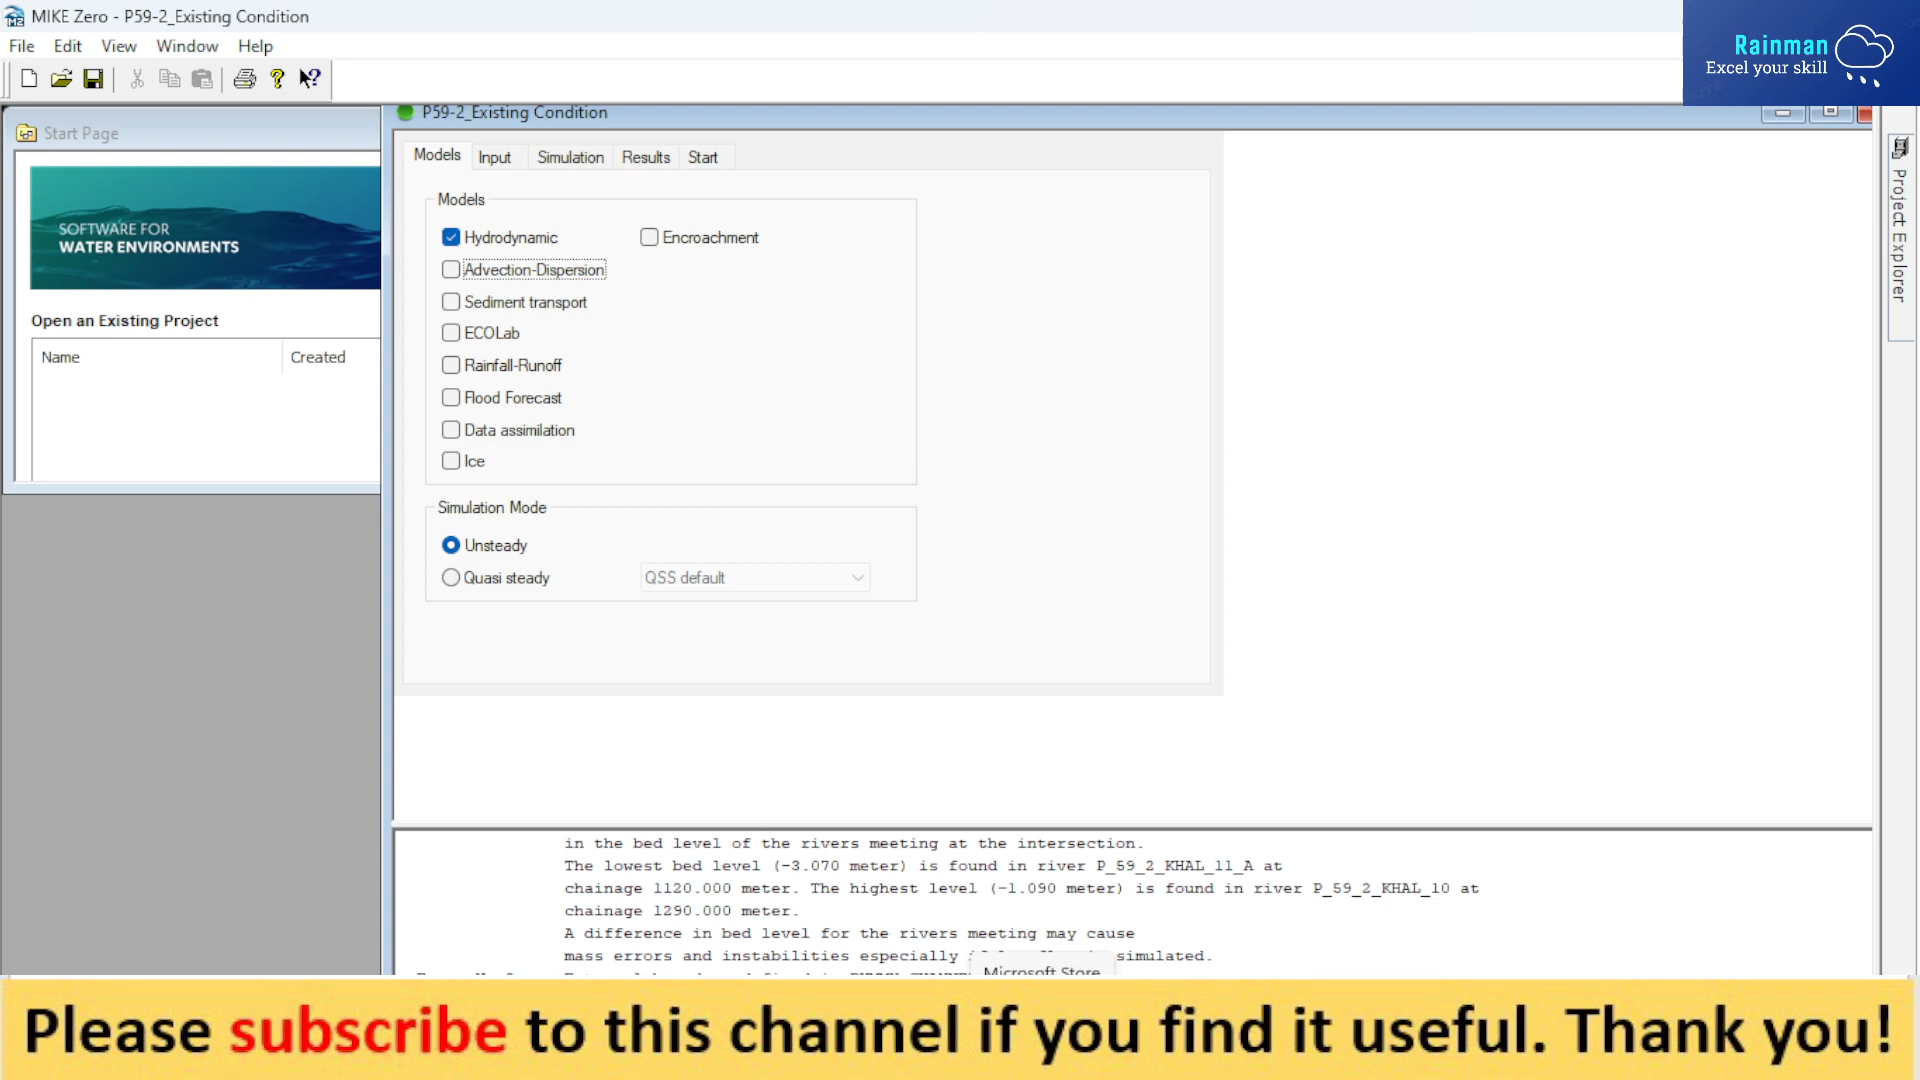 MIKE Zero - P59-2_Existing Condition
File Edit View Window Help
Rainman
Excel your skill
Start Page
SOFTWARE FOR
WATER ENVIRONMENTS
Open an Existing Project
Name Created
P59-2_Existing Condition
Models Input Simulation Results Start
Models
Hydrodynamic Encroachment
Advection-Dispersion
Sediment transport
ECOLab
Rainfall-Runoff
Flood Forecast
Data assimilation
Ice
Simulation Mode
Unsteady
Quasi steady QSS default
Project Explorer
in the bed level of the rivers meeting at the intersection.
The lowest bed level (-3.070 meter) is found in river P_59_2_KHAL_11_A at
chainage 1120.000 meter. The highest level (-1.090 meter) is found in river P_59_2_KHAL_10 at
chainage 1290.000 meter.
A difference in bed level for the rivers meeting may cause
mass errors and instabilities especially simulated.
Microsoft Store
Please subscribe to this channel if you find it useful. Thank you!